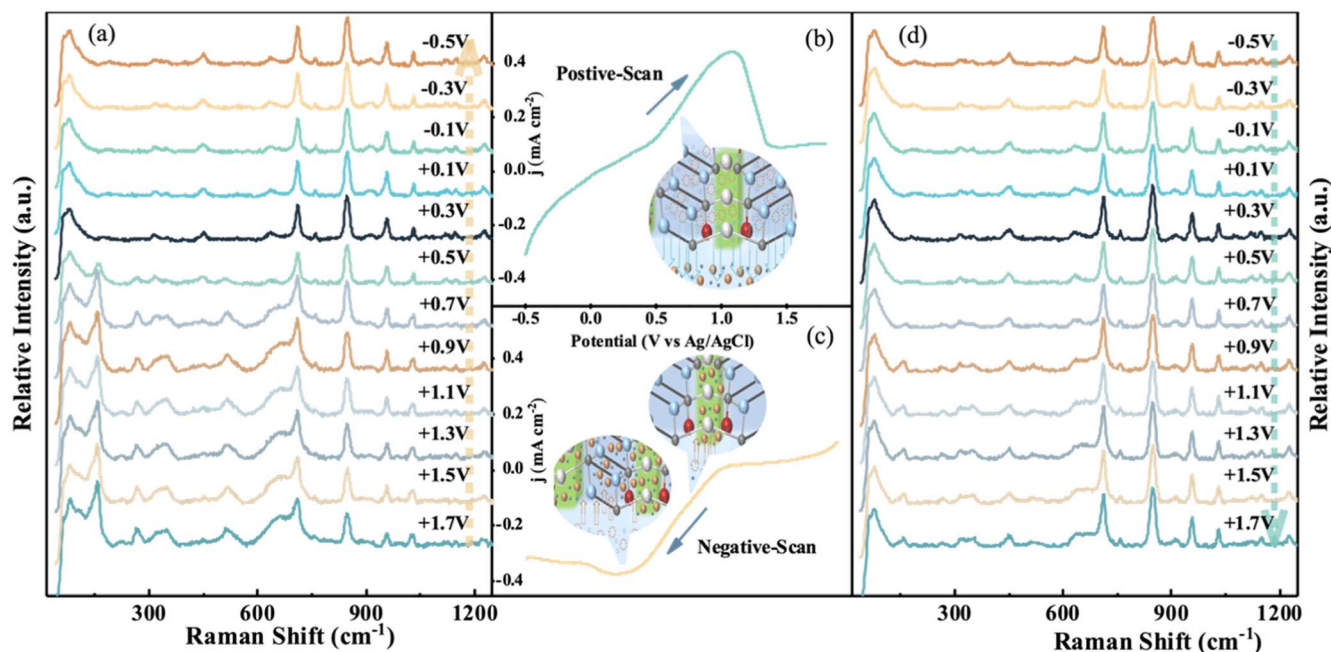 (a)
-0.5V
-0.3V
-0.1V
+0.1V
+0.3V
+0.5V
+0.7V
+0.9V
+1.1V
+1.3V
+1.5V
+1.7V
Relative Intensity (a.u.)
300
600
900
1200
Raman Shift (cm-1)
(b)
Postive-Scan
0.4
0.2
0.0
-0.2
-0.4
j (mA cm-2)
-0.5
0.0
0.5
1.0
1.5
Potential (V vs Ag/AgCl)
(c)
0.4
0.2
0.0
-0.2
-0.4
j (mA cm-2)
Negative-Scan
(d)
-0.5V
-0.3V
-0.1V
+0.1V
+0.3V
+0.5V
+0.7V
+0.9V
+1.1V
+1.3V
+1.5V
+1.7V
300
600
900
1200
Raman Shift (cm-1)
Relative Intensity (a.u.)